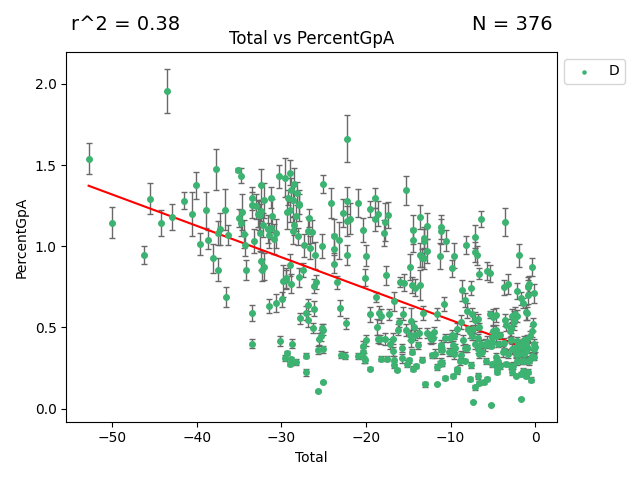 r^2 = 0.38
N = 376
Total vs PercentGpA
D
PercentGpA
2.0
1.5
1.0
0.5
0.0
−50
−40
−30
−20
−10
0
Total